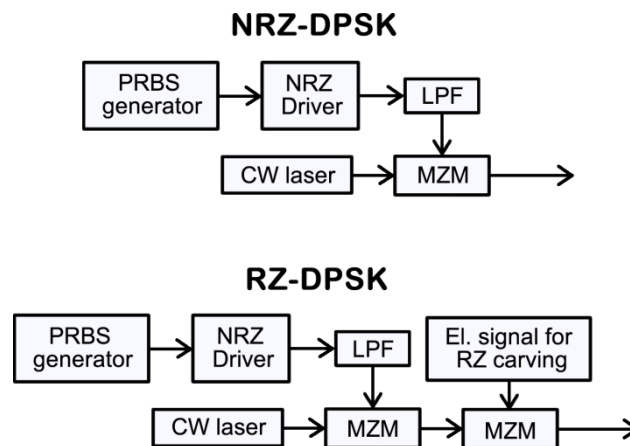 NRZ-DPSK
PRBS
generator
NRZ
Driver
LPF
CW laser
MZM
RZ-DPSK
PRBS
generator
NRZ
Driver
LPF
El. signal for
RZ carving
CW laser
MZM
MZM